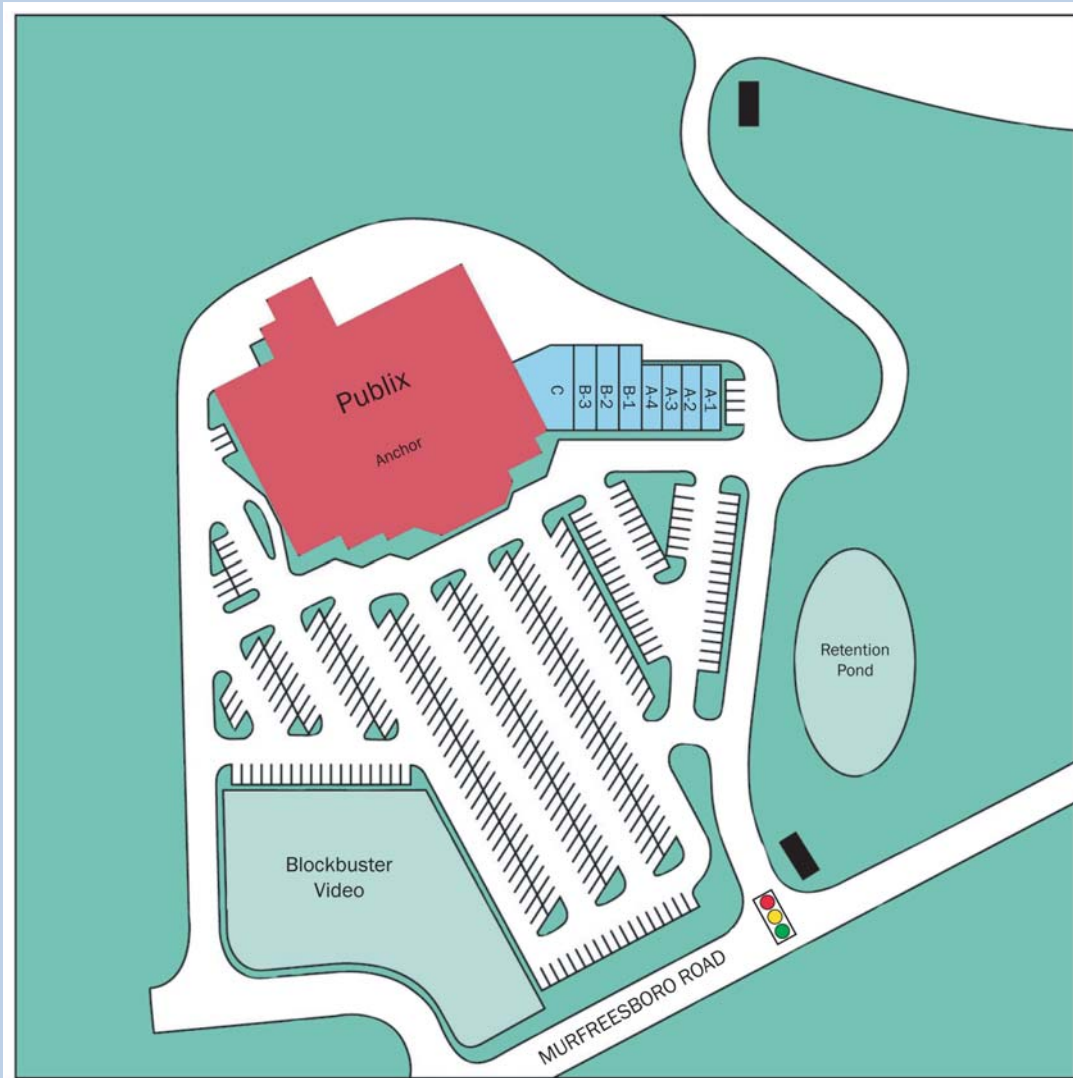 Publix
Anchor
C
B-3
B-2
B-1
A-4
A-3
A-2
A-1
Retention
Pond
Blockbuster
Video
MURFREESBORO ROAD